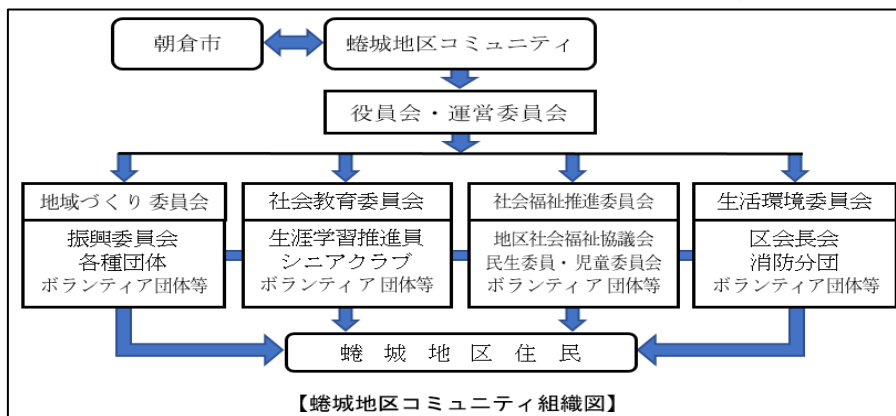 朝倉市
蜷城地区コミュニティ
役員会・運営委員会
地域づくり委員会
振興委員会
各種団体
ボランティア団体等
社会教育委員会
生涯学習推進員
シニアクラブ
ボランティア団体等
社会福祉推進委員会
地区社会福祉協議会
民生委員・児童委員会
ボランティア団体等
生活環境委員会
区会長会
消防分団
ボランティア団体等
蜷城地区住民
【蜷城地区コミュニティ組織図】